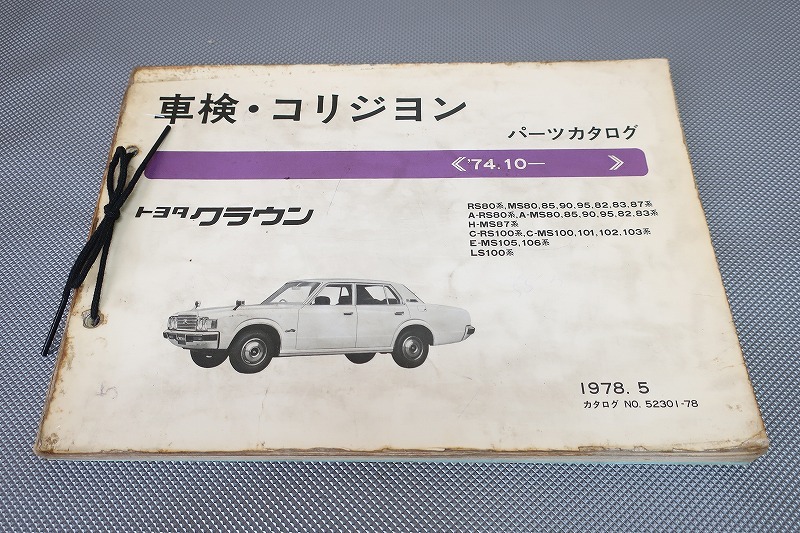 車検・コリジョン
パーツカタログ
≪'74.10— ≫
トヨタクラウン
RS80系,MS80,85,90,95,82,83,87系
A-RS80系,A-MS80,85,90,95,82,83系
H-MS87系
C-RS100系,C-MS100,101,102,103系
E-MS105,106系
LS100系
1978.5
カタログ NO. 52301-78